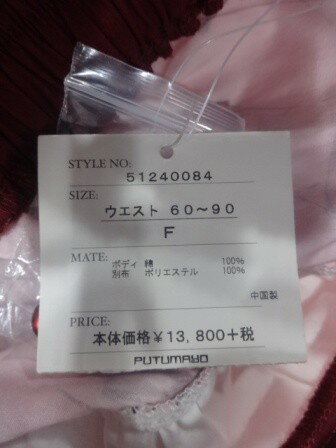 STYLE NO:
51240084
SIZE:
ウエスト 60〜90
F
MATE:
ボディ 綿 100%
別布 ポリエステル 100%
中国製
PRICE:
本体価格¥13,800+税
PUTUMAYO